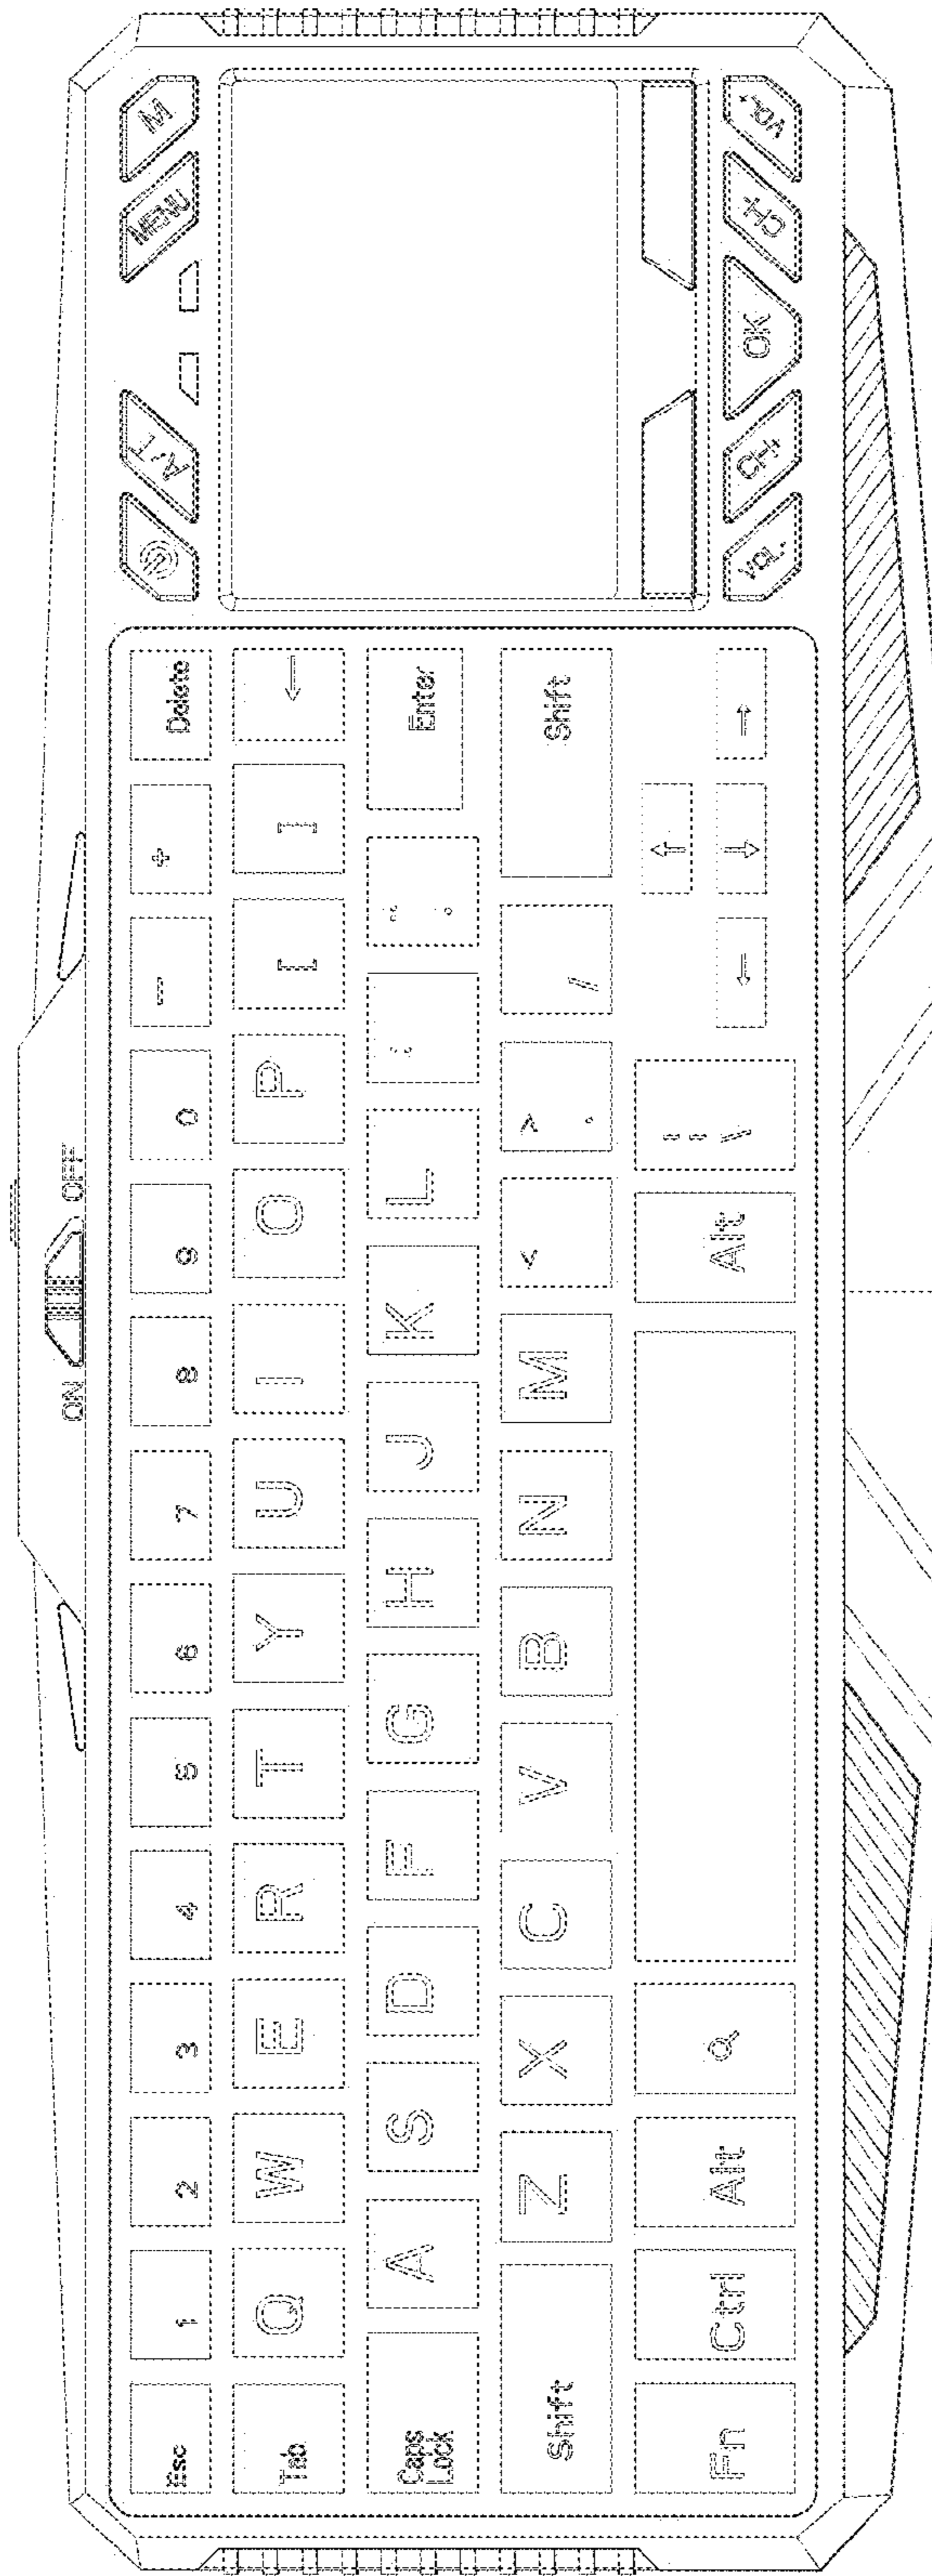 ON OFF
M
MENU
A/T
Esc 1 2 3 4 5 6 7 8 9 0 - + Delete
Tab Q W E R T Y U I O P [ ] ←
Caps Lock A S D F G H J K L Enter
Shift Z X C V B N M < > . / Shift
Fn Ctrl Alt Alt \ ← ↑ ↓ →
VOL- CH+ OK CH- VOL+